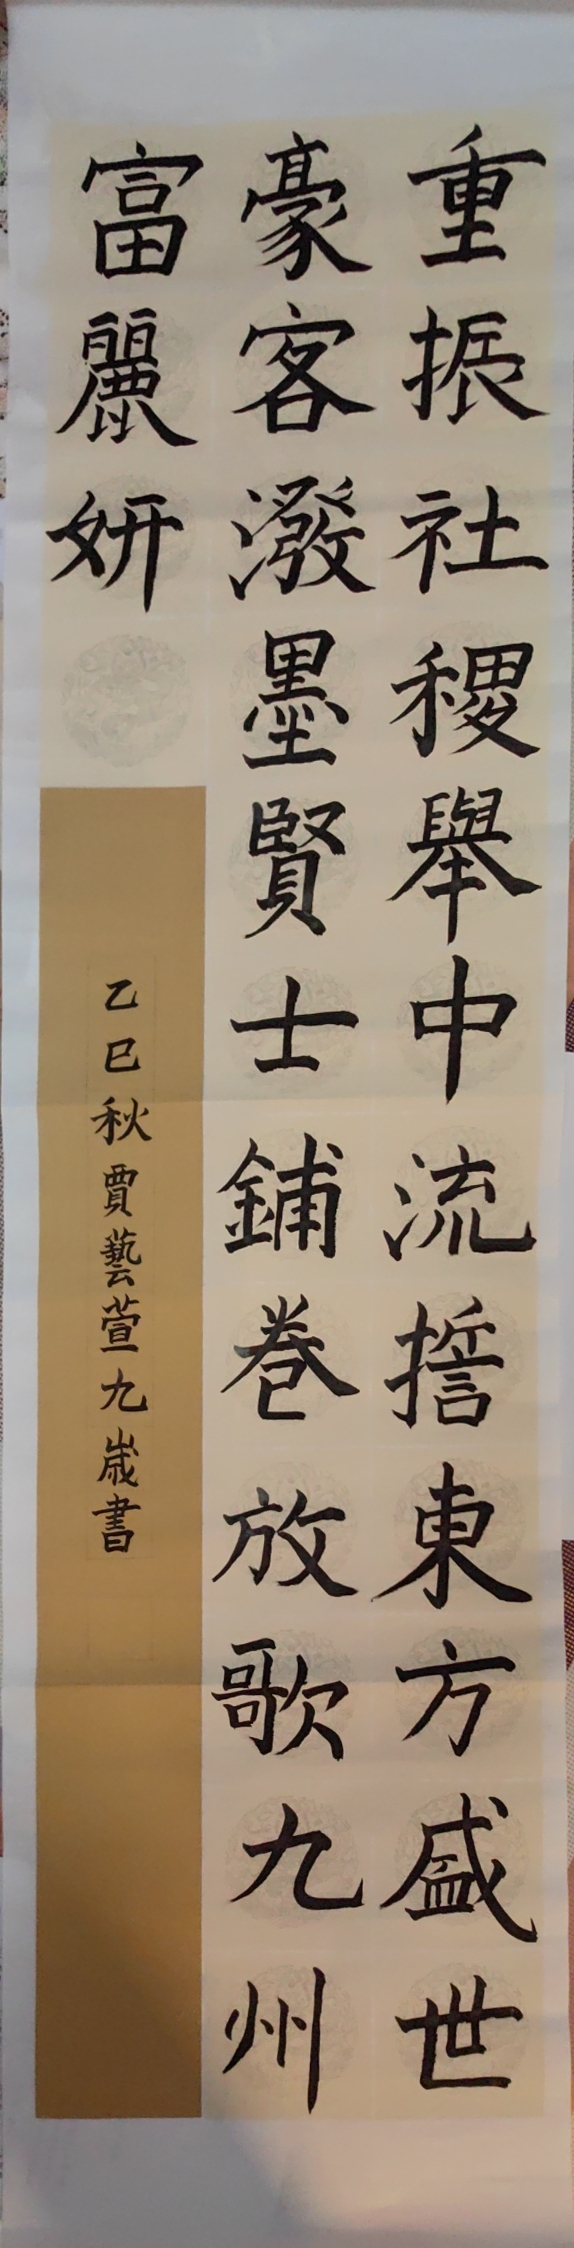 重振社稷舉中流誓東方盛世
豪客潑墨賢士鋪卷放歌九州
富麗妍
乙巳秋賈藝萱九歲書